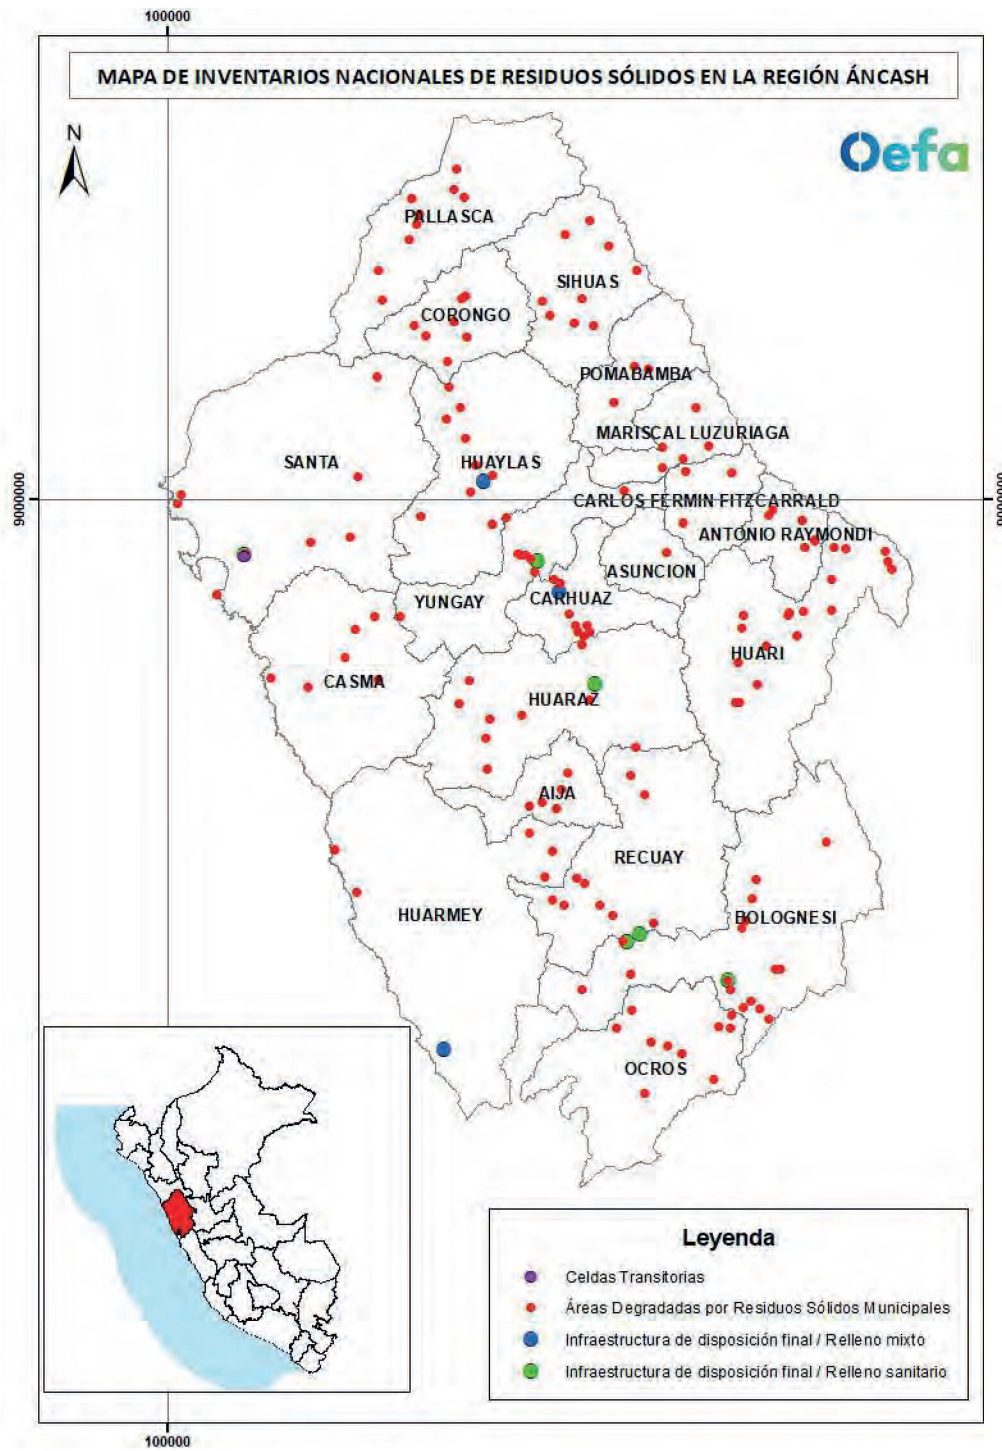 100000
MAPA DE INVENTARIOS NACIONALES DE RESIDUOS SÓLIDOS EN LA REGIÓN ÁNCASH
N
Oefa
PALLASCA
SIHUAS
CORONGO
POMABAMBA
MARISCAL LUZURIAGA
SANTA
HUAYLAS
9000000
CARLOS FERMIN FITZCARRALD
9000000
ANTONIO RAYMONDI
ASUNCION
YUNGAY
CARHUAZ
HUARI
CASMA
HUARAZ
AIJA
RECUAY
HUARMEY
BOLOGNESI
OCROS
Leyenda
Celdas Transitorias
Áreas Degradadas por Residuos Sólidos Municipales
Infraestructura de disposición final / Relleno mixto
Infraestructura de disposición final / Relleno sanitario
100000